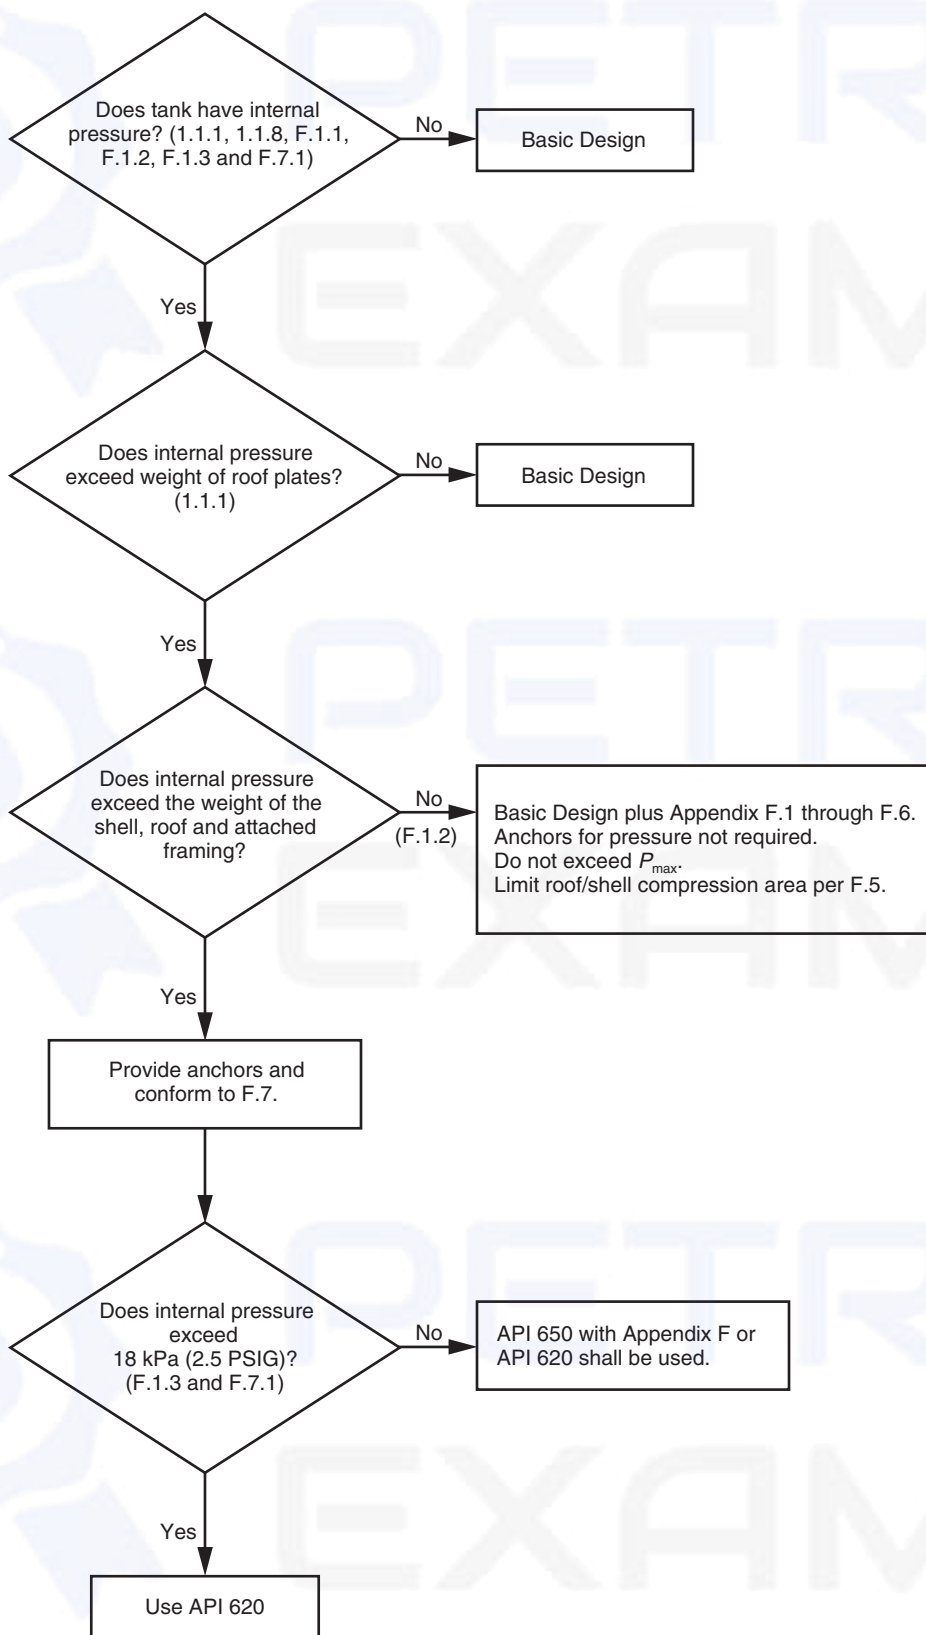 Does tank have internal
pressure? (1.1.1, 1.1.8, F.1.1,
F.1.2, F.1.3 and F.7.1)
No
Basic Design
Yes
Does internal pressure
exceed weight of roof plates?
(1.1.1)
No
Basic Design
Yes
Does internal pressure
exceed the weight of the
shell, roof and attached
framing?
No
(F.1.2)
Basic Design plus Appendix F.1 through F.6.
Anchors for pressure not required.
Do not exceed Pmax.
Limit roof/shell compression area per F.5.
Yes
Provide anchors and
conform to F.7.
Does internal pressure
exceed
18 kPa (2.5 PSIG)?
(F.1.3 and F.7.1)
No
API 650 with Appendix F or
API 620 shall be used.
Yes
Use API 620
PETR
EXAM
PETR
EXAM
PETR
EXAM